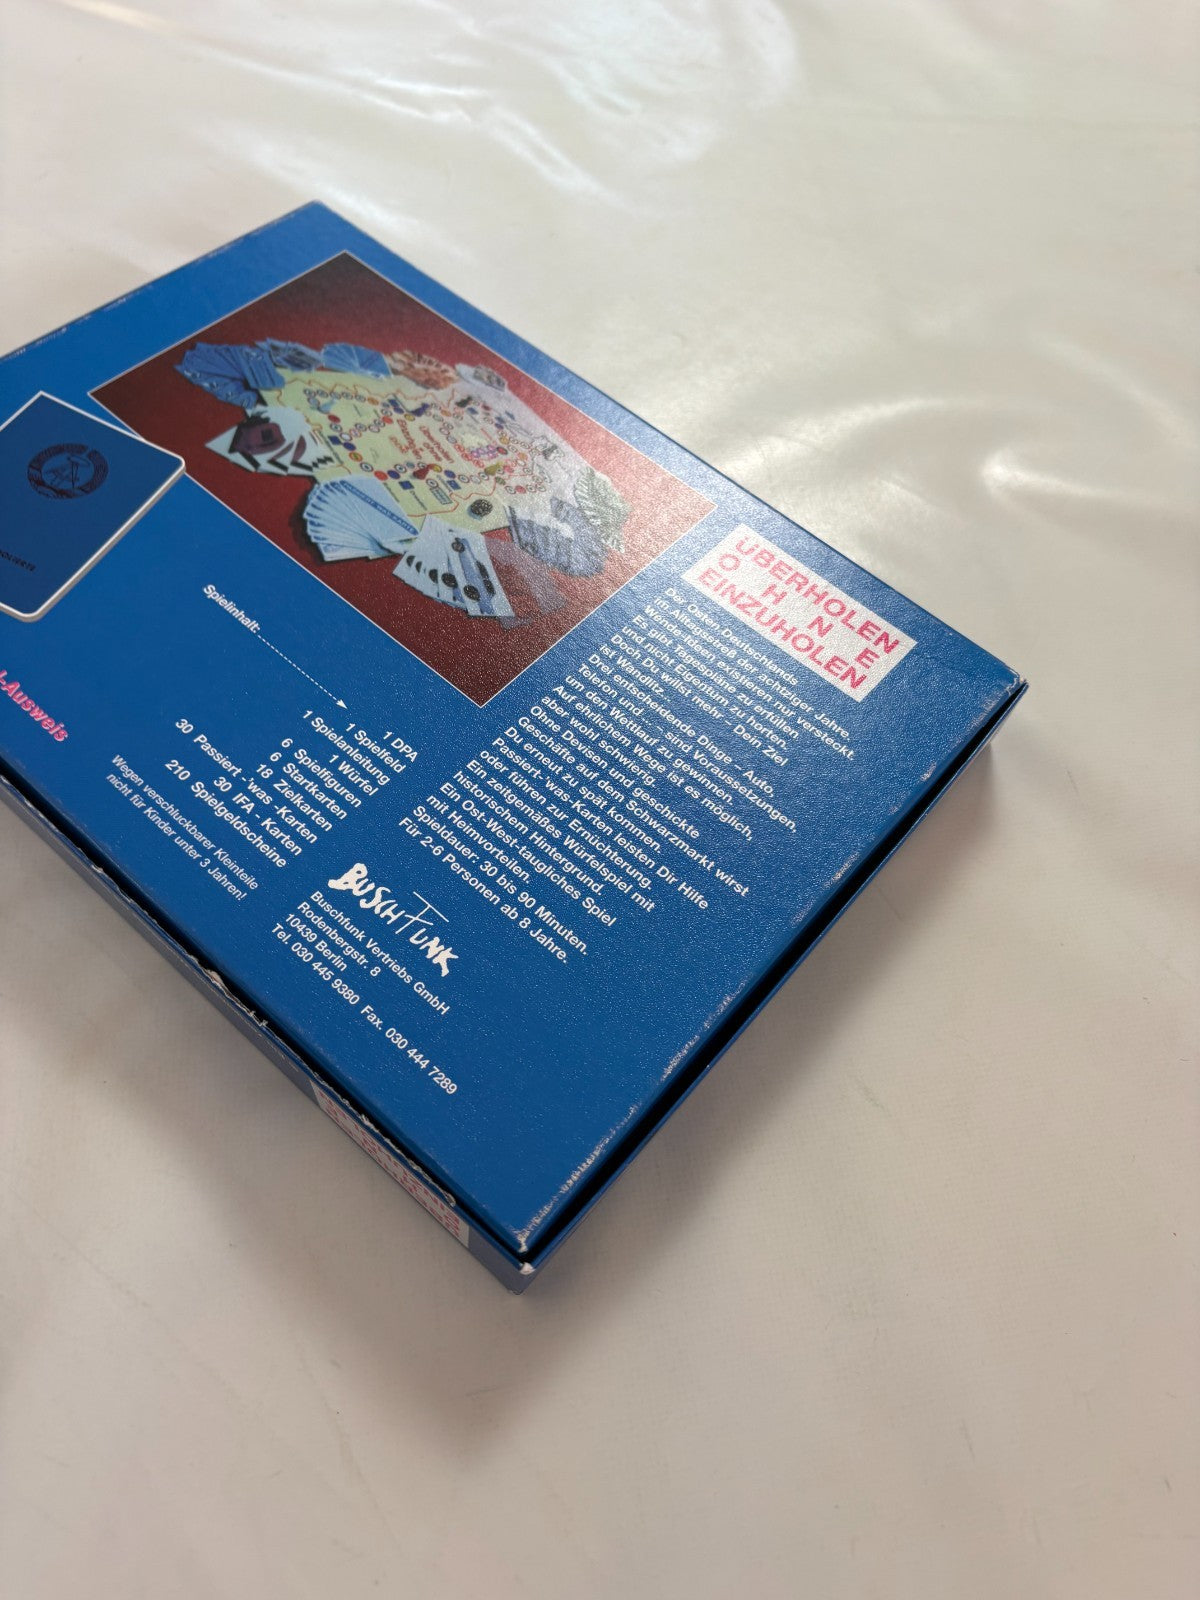 ÜBERHOLEN
OHNE
EINZUHOLEN
Der Osten Deutschlands
im Alltagsstreß der achtziger Jahre.
Wende-Ideen existieren nur versteckt.
Es gibt Tagespläne zu erfüllen
und nicht Eigentum zu horten.
Doch Du willst mehr - Dein Ziel
ist Wandlitz.
Drei entscheidende Dinge - Auto,
Telefon und ... sind Voraussetzungen,
um den Wettlauf zu gewinnen.
Auf ehrlichem Wege ist es möglich,
aber wohl schwierig.
Ohne Devisen und geschickte
Geschäfte auf dem Schwarzmarkt wirst
Du erneut zu spät kommen.
Passiert-'was-Karten leisten Dir Hilfe
oder führen zur Ernüchterung.
Ein zeitgemäßes Würfelspiel mit
historischem Hintergrund.
Ein Ost-West-taugliches Spiel
mit Heimvorteilen.
Spieldauer: 30 bis 90 Minuten.
Für 2-6 Personen ab 8 Jahre.
Spielinhalt:
1 DPA
1 Spielfeld
1 Spielanleitung
1 Würfel
6 Spielfiguren
6 Startkarten
18 Zielkarten
30 Passiert-'was -Karten
30 IFA - Karten
210 Spielgeldscheine
Wegen verschluckbarer Kleinteile
nicht für Kinder unter 3 Jahren!
BUSCHFUNK
Buschfunk Vertriebs GmbH
Rodenbergstr. 8
10439 Berlin
Tel. 030 445 9380 Fax. 030 444 7289
l-Ausweis